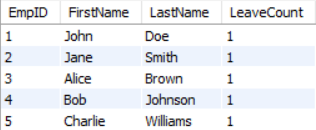 EmpID FirstName LastName LeaveCount
1 John Doe 1
2 Jane Smith 1
3 Alice Brown 1
4 Bob Johnson 1
5 Charlie Williams 1